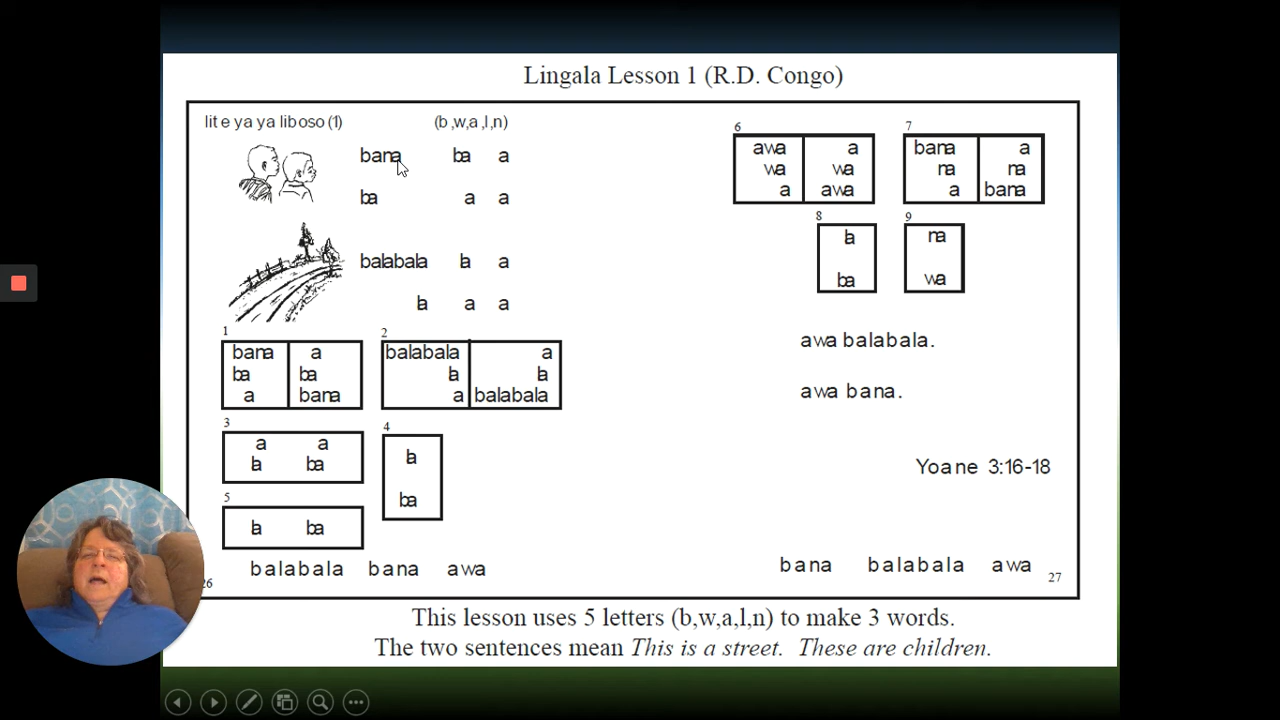 Lingala Lesson 1 (R.D. Congo)
lite ya ya liboso (1) (b,w,a,l,n)
bana ba a
ba a a
balabala la a
la a a
1
bana a
ba ba
a bana
2
balabala a
la la
a balabala
3
a a
la ba
4
la
ba
5
la ba
balabala bana awa
26
6
awa a
wa wa
a awa
7
bana a
na na
a bana
8
la
ba
9
na
wa
awa balabala.
awa bana.
Yoane 3:16-18
bana balabala awa
27
This lesson uses 5 letters (b,w,a,l,n) to make 3 words.
The two sentences mean This is a street. These are children.